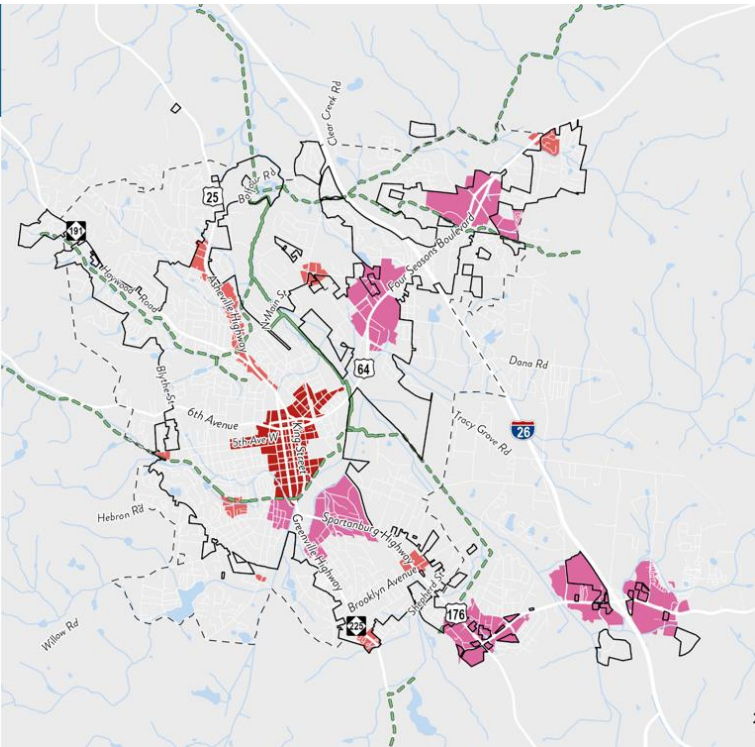 Clear Creek Rd
Balfour Rd
25
191
Haywood Road
Four Seasons Boulevard
N Main St
Asheville Highway
64
Dana Rd
Blythe St
6th Avenue
5th Ave W
King Street
Tracy Grove Rd
26
Hebron Rd
Spartanburg Highway
Greenville Highway
Brooklyn Avenue
Shepherd St
176
225
Willow Rd